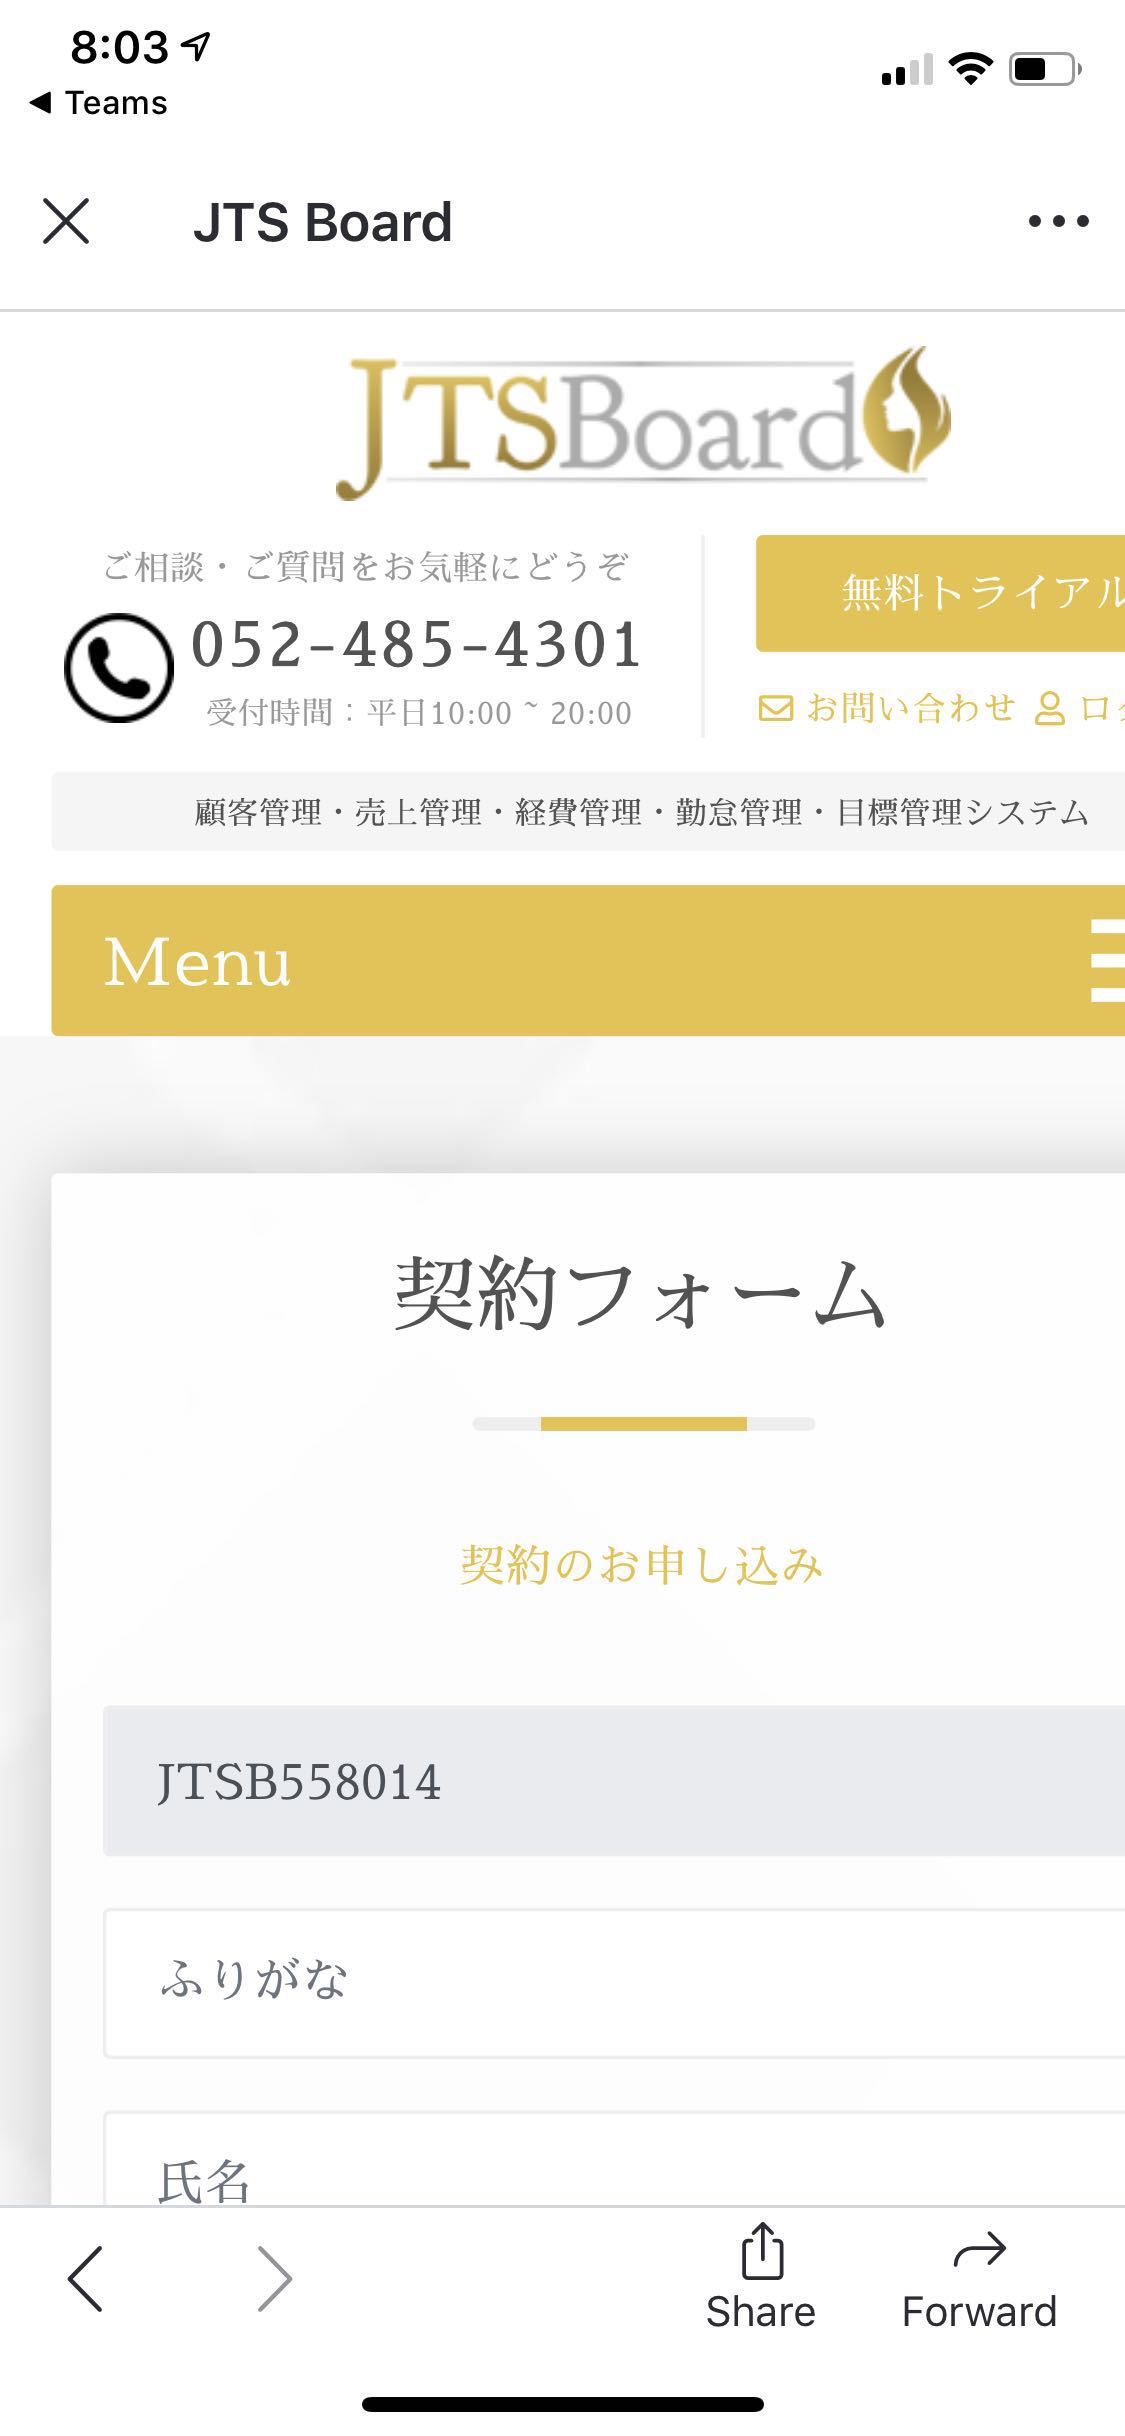 8:03
Teams
JTS Board
JTSBoard
ご相談・ご質問をお気軽にどうぞ
052-485-4301
受付時間：平日10:00 ~ 20:00
無料トライアル
お問い合わせ ログ
顧客管理・売上管理・経費管理・勤怠管理・目標管理システム
Menu
契約フォーム
契約のお申し込み
JTSB558014
ふりがな
氏名
Share
Forward